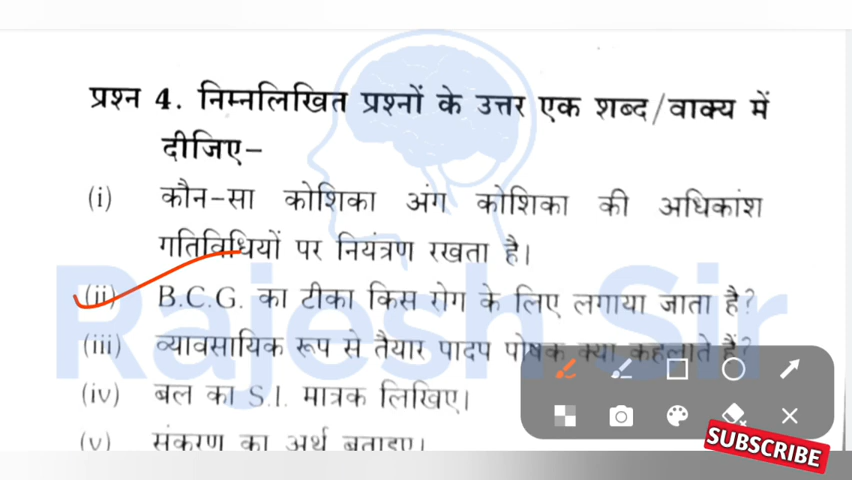 प्रश्न 4. निम्नलिखित प्रश्नों के उत्तर एक शब्द/वाक्य में
दीजिए-
(i) कौन-सा कोशिका अंग कोशिका की अधिकांश
गतिविधियों पर नियंत्रण रखता है।
(ii) B.C.G. का टीका किस रोग के लिए लगाया जाता है?
(iii) व्यावसायिक रूप से तैयार पादप पोषक क्या कहलाते हैं?
(iv) बल का S.I. मात्रक लिखिए।
(v) संकरण का अर्थ बताइए।
Rajesh Sir
SUBSCRIBE